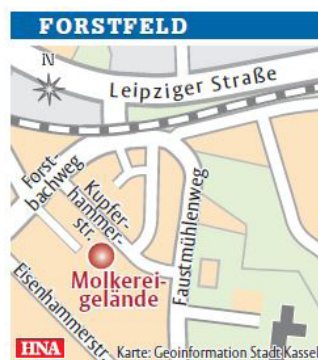 FORSTFELD
N
Leipziger Straße
Forst-
bachweg
Kupfer-
hammer-
str.
Faustmühlenweg
Molkerei-
gelände
Eisenhammerstr.
HNA
Karte: Geoinformation Stadt Kassel